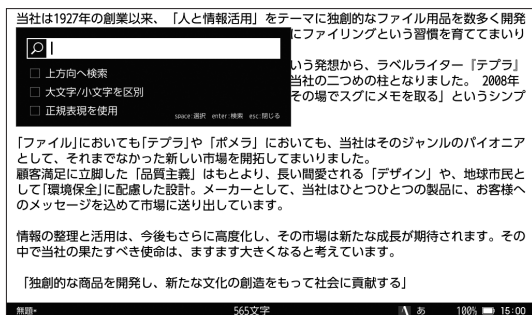 当社は1927年の創業以来、「人と情報活用」をテーマに独創的なファイル用品を数多く開発
にファイリングという習慣を育ててまいり
いう発想から、ラベルライター『テプラ』
当社の二つめの柱となりました。 2008年
その場でスグにメモを取る」というシンプ
上方向へ検索
大文字/小文字を区別
正規表現を使用
space:選択 enter:検索 esc:閉じる
「ファイル」においても「テプラ」や「ポメラ」においても、当社はそのジャンルのパイオニア
として、それまでなかった新しい市場を開拓してまいりました。
顧客満足に立脚した「品質主義」はもとより、長い間愛される「デザイン」や、地球市民と
して「環境保全」に配慮した設計。メーカーとして、当社はひとつひとつの製品に、お客様へ
のメッセージを込めて市場に送り出しています。
情報の整理と活用は、今後もさらに高度化し、その市場は新たな成長が期待されます。その
中で当社の果たすべき使命は、ますます大きくなると考えています。
「独創的な商品を開発し、新たな文化の創造をもって社会に貢献する」
無題* 565文字 あ 100% 15:00